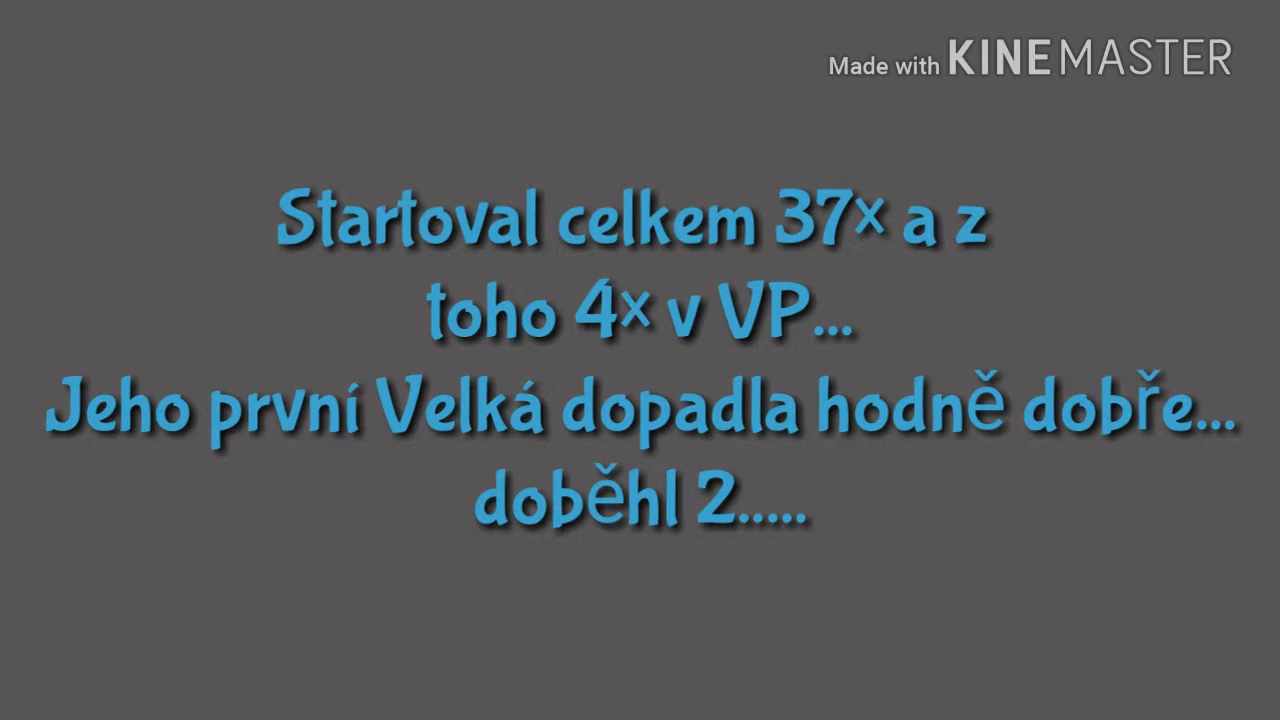 Made with KINEMASTER
Startoval celkem 37× a z
toho 4× v VP...
Jeho první Velká dopadla hodně dobře...
doběhl 2.....